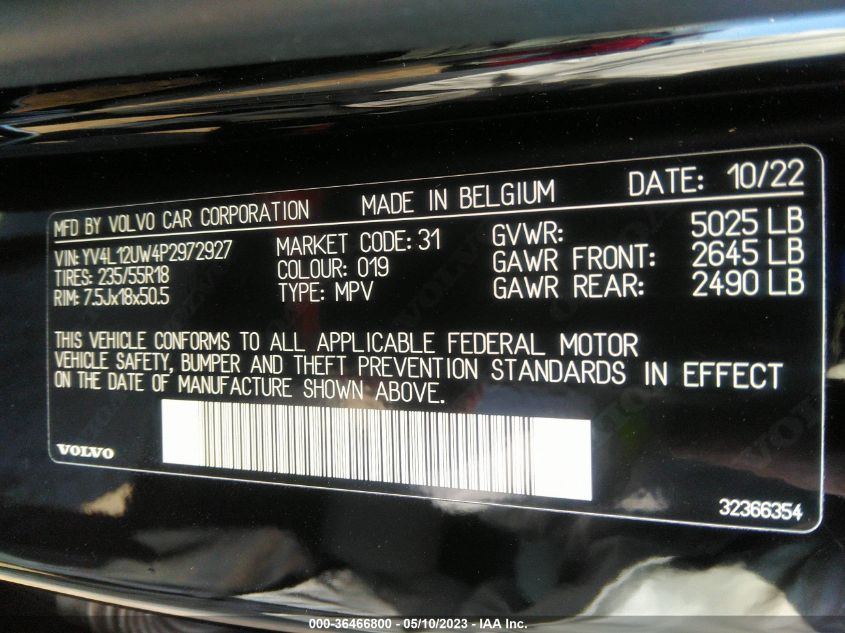 MFD BY VOLVO CAR CORPORATION MADE IN BELGIUM DATE: 10/22
VIN: YV4L12UW4P2972927 MARKET CODE: 31 GVWR: 5025 LB
TIRES: 235/55R18 COLOUR: 019 GAWR FRONT: 2645 LB
RIM: 7.5Jx18x50.5 TYPE: MPV GAWR REAR: 2490 LB
THIS VEHICLE CONFORMS TO ALL APPLICABLE FEDERAL MOTOR
VEHICLE SAFETY, BUMPER AND THEFT PREVENTION STANDARDS IN EFFECT
ON THE DATE OF MANUFACTURE SHOWN ABOVE.
VOLVO
32366354
000-36466800 - 05/10/2023 - IAA Inc.